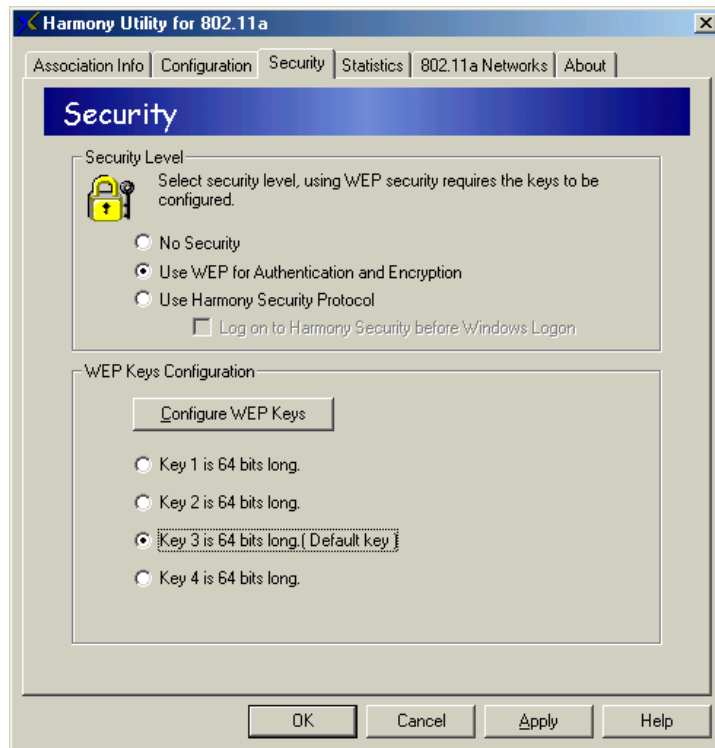 Harmony Utility for 802.11a
Association Info
Configuration
Security
Statistics
802.11a Networks
About
Security
Security Level
Select security level, using WEP security requires the keys to be
configured.
No Security
Use WEP for Authentication and Encryption
Use Harmony Security Protocol
Log on to Harmony Security before Windows Logon
WEP Keys Configuration
Configure WEP Keys
Key 1 is 64 bits long.
Key 2 is 64 bits long.
Key 3 is 64 bits long.( Default key )
Key 4 is 64 bits long.
OK
Cancel
Apply
Help